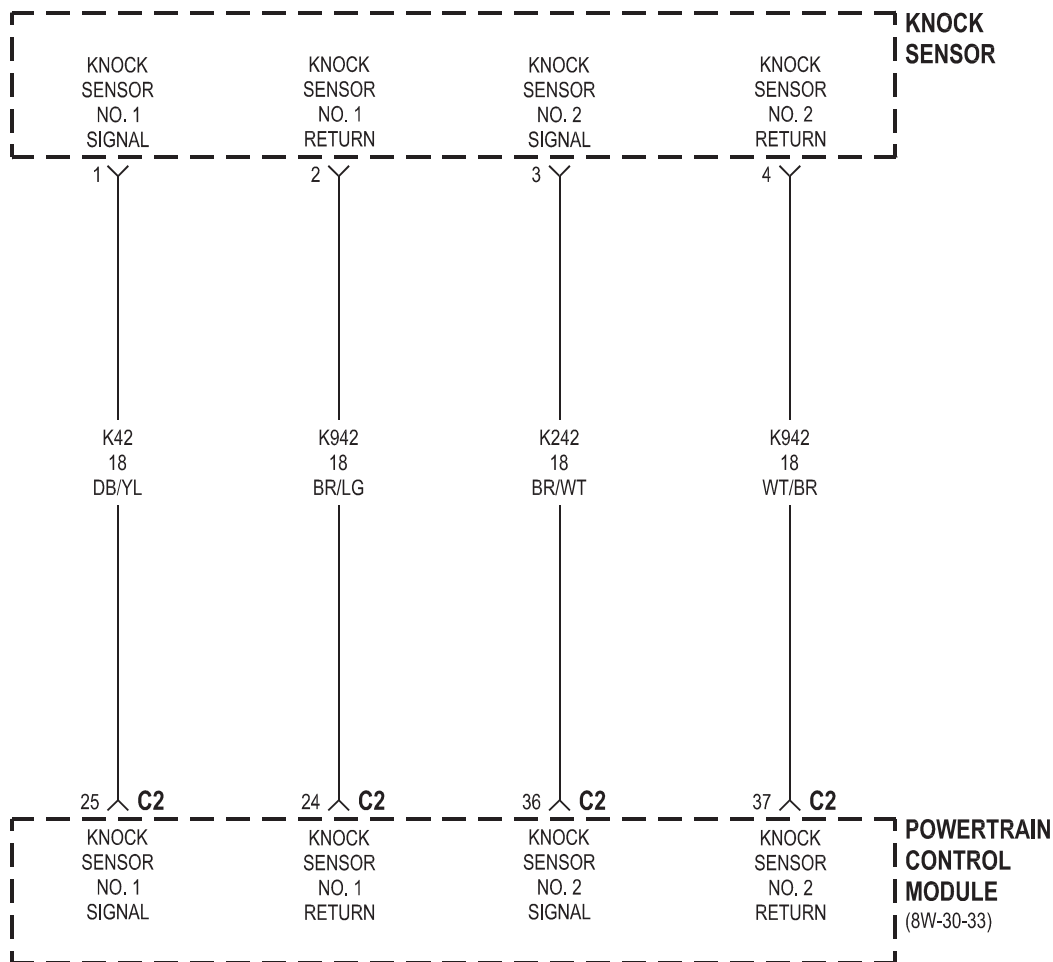 KNOCK
SENSOR
KNOCK
SENSOR
NO. 1
SIGNAL
KNOCK
SENSOR
NO. 1
RETURN
KNOCK
SENSOR
NO. 2
SIGNAL
KNOCK
SENSOR
NO. 2
RETURN
1
2
3
4
K42
18
DB/YL
K942
18
BR/LG
K242
18
BR/WT
K942
18
WT/BR
25 C2
24 C2
36 C2
37 C2
KNOCK
SENSOR
NO. 1
SIGNAL
KNOCK
SENSOR
NO. 1
RETURN
KNOCK
SENSOR
NO. 2
SIGNAL
KNOCK
SENSOR
NO. 2
RETURN
POWERTRAIN
CONTROL
MODULE
(8W-30-33)